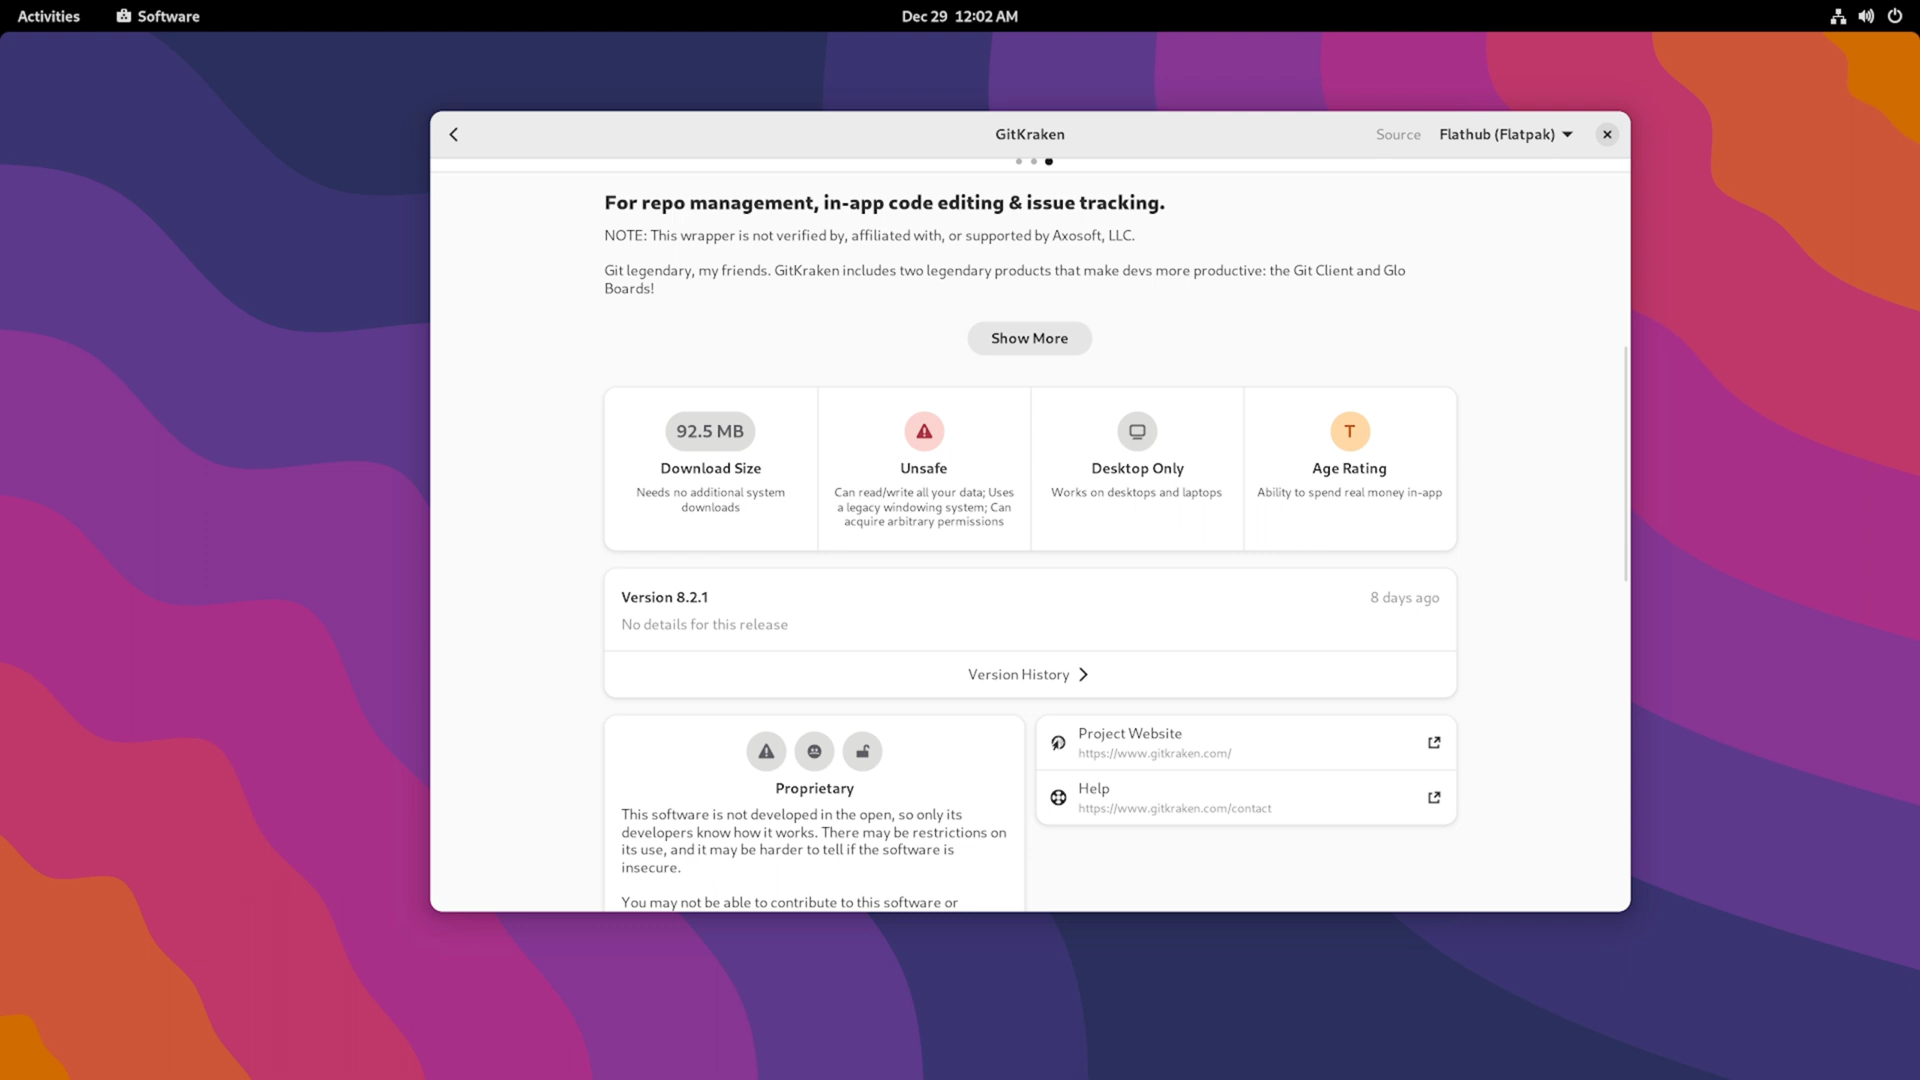 Activities
Software
Dec 29 12:02 AM
GitKraken
Source
Flathub (Flatpak)
For repo management, in-app code editing & issue tracking.
NOTE: This wrapper is not verified by, affiliated with, or supported by Axosoft, LLC.
Git legendary, my friends. GitKraken includes two legendary products that make devs more productive: the Git Client and Glo
Boards!
Show More
92.5 MB
Download Size
Needs no additional system
downloads
Unsafe
Can read/write all your data; Uses
a legacy windowing system; Can
acquire arbitrary permissions
Desktop Only
Works on desktops and laptops
T
Age Rating
Ability to spend real money in-app
Version 8.2.1
8 days ago
No details for this release
Version History
Proprietary
This software is not developed in the open, so only its
developers know how it works. There may be restrictions on
its use, and it may be harder to tell if the software is
insecure.
You may not be able to contribute to this software or
Project Website
https://www.gitkraken.com/
Help
https://www.gitkraken.com/contact